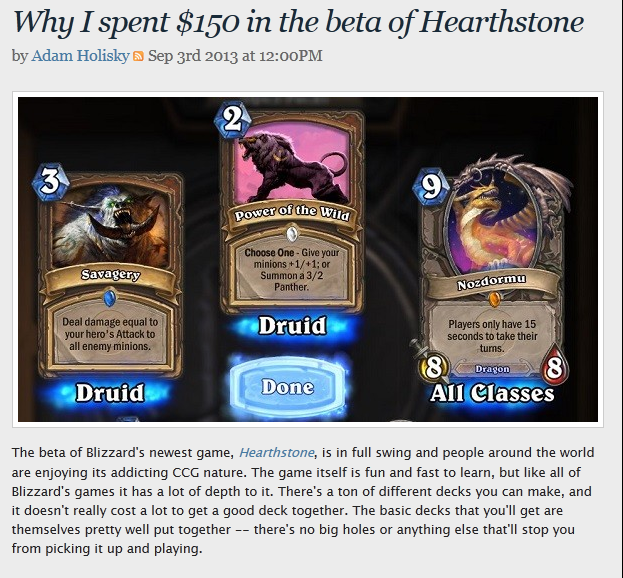 Why I spent $150 in the beta of Hearthstone
by Adam Holisky Sep 3rd 2013 at 12:00PM
3
Savagery
Deal damage equal to
your hero's Attack to
all enemy minions.
Druid
2
Power of the Wild
Choose One - Give your
minions +1/+1; or
Summon a 3/2
Panther.
Druid
Done
9
Nozdormu
Players only have 15
seconds to take their
turns.
Dragon
8
8
All Classes
The beta of Blizzard's newest game, Hearthstone, is in full swing and people around the world
are enjoying its addicting CCG nature. The game itself is fun and fast to learn, but like all of
Blizzard's games it has a lot of depth to it. There's a ton of different decks you can make, and
it doesn't really cost a lot to get a good deck together. The basic decks that you'll get are
themselves pretty well put together -- there's no big holes or anything else that'll stop you
from picking it up and playing.